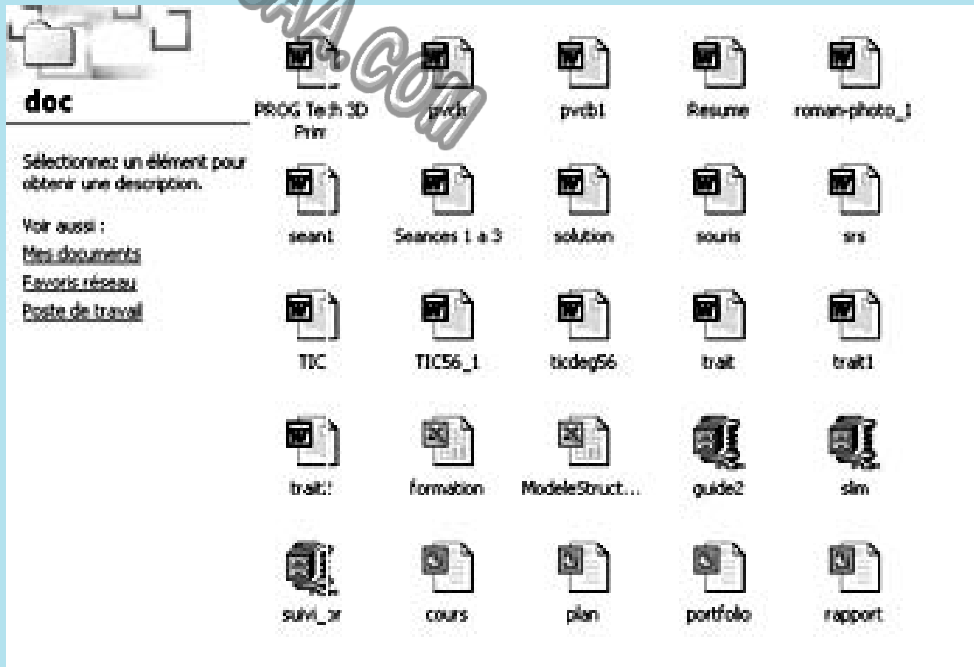 doc
Sélectionnez un élément pour
obtenir une description.
Voir aussi :
Mes documents
Favoris réseau
Poste de travail
PROG Tech 3D
Prim
pvcb
pvcb1
Resume
roman-photo_1
sean1
Seances 1 a 3
solution
souris
srs
TIC
TIC56_1
ticdeg56
trait
trait1
formation
ModeleStruct...
guide2
slim
cours
plan
portfolio
rapport
.COM